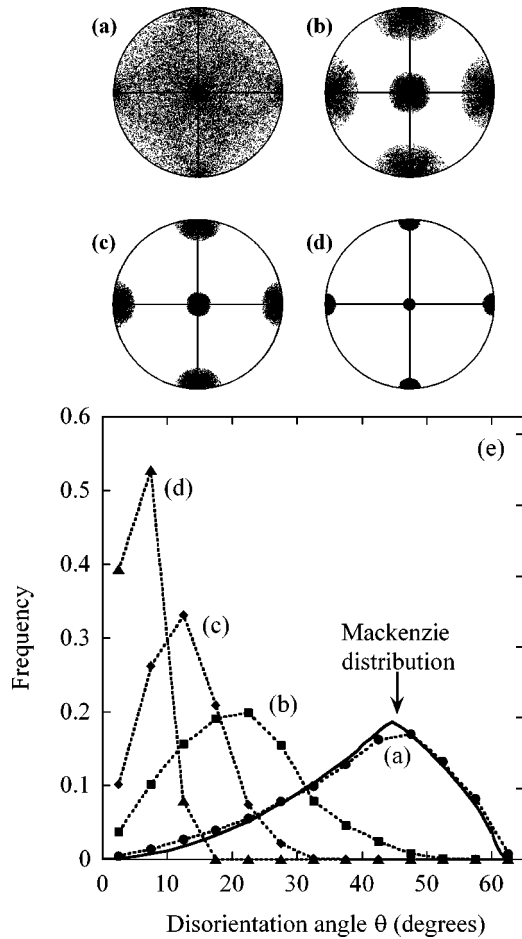 (a)
(b)
(c)
(d)
0.6
(e)
(d)
0.5
0.4
(c)
0.3
Mackenzie
distribution
(b)
0.2
(a)
0.1
0
0 10 20 30 40 50 60
Frequency
Disorientation angle θ (degrees)